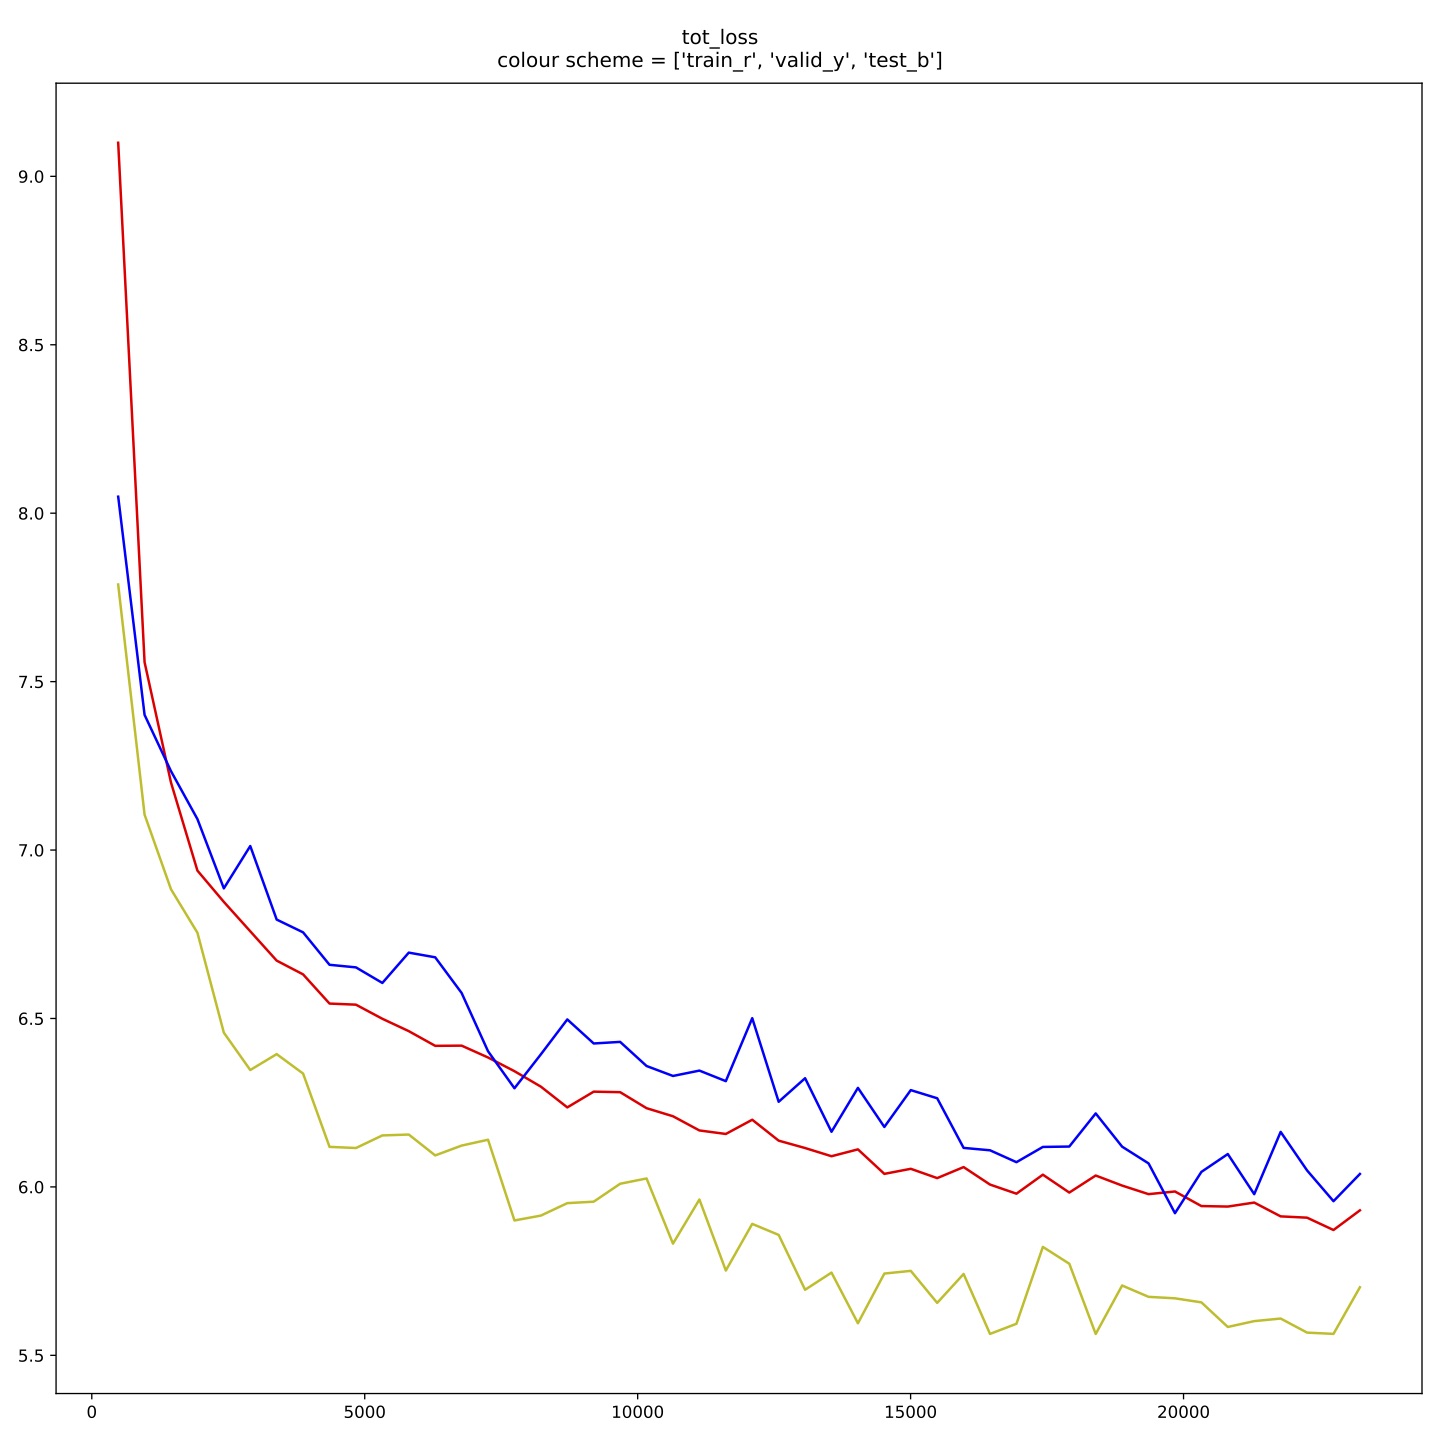 tot_loss
colour scheme = ['train_r', 'valid_y', 'test_b']
9.0
8.5
8.0
7.5
7.0
6.5
6.0
5.5
0 5000 10000 15000 20000